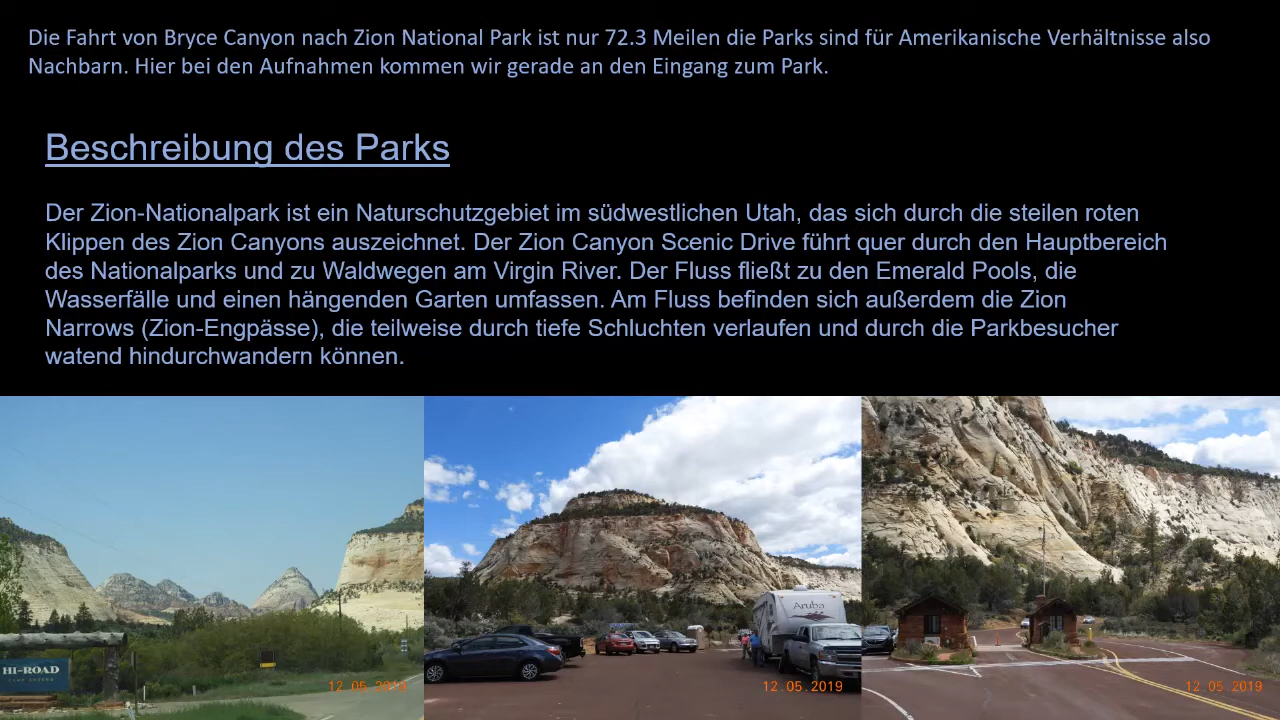 Die Fahrt von Bryce Canyon nach Zion National Park ist nur 72.3 Meilen die Parks sind für Amerikanische Verhältnisse also
Nachbarn. Hier bei den Aufnahmen kommen wir gerade an den Eingang zum Park.
Beschreibung des Parks
Der Zion-Nationalpark ist ein Naturschutzgebiet im südwestlichen Utah, das sich durch die steilen roten
Klippen des Zion Canyons auszeichnet. Der Zion Canyon Scenic Drive führt quer durch den Hauptbereich
des Nationalparks und zu Waldwegen am Virgin River. Der Fluss fließt zu den Emerald Pools, die
Wasserfälle und einen hängenden Garten umfassen. Am Fluss befinden sich außerdem die Zion
Narrows (Zion-Engpässe), die teilweise durch tiefe Schluchten verlaufen und durch die Parkbesucher
watend hindurchwandern können.
HI-ROAD
Aruba
12.05.2019
12.05.2019
12.05.2019